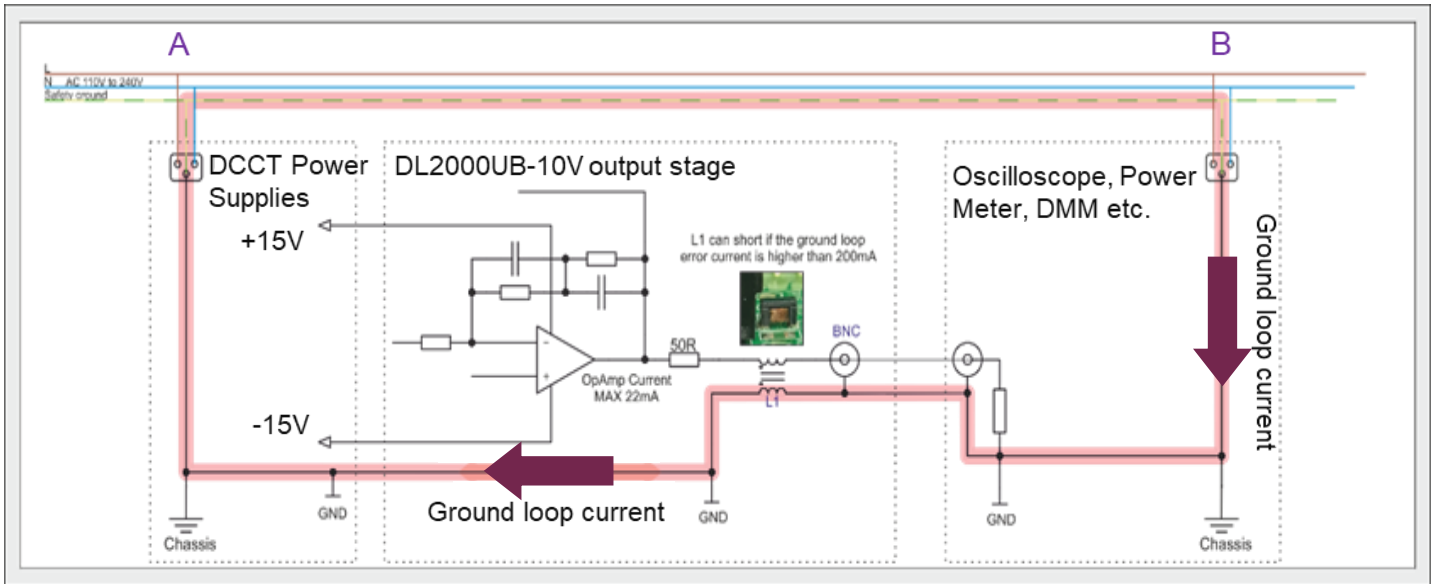 A
B
L
N AC 110V to 240V
Safety ground
DCCT Power
Supplies
DL2000UB-10V output stage
Oscilloscope, Power
Meter, DMM etc.
+15V
L1 can short if the ground loop
error current is higher than 200mA
Ground loop current
BNC
50R
−
+
OpAmp Current
MAX 22mA
L1
-15V
Ground loop current
GND
GND
GND
Chassis
Chassis